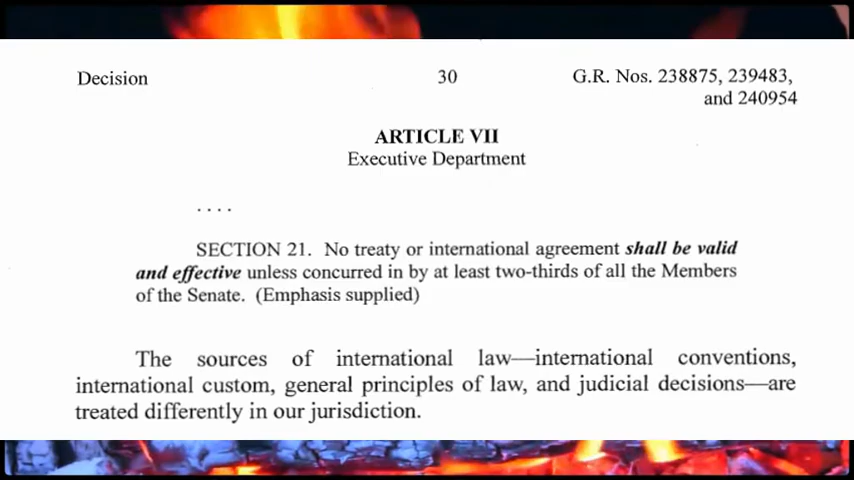 Decision 30 G.R. Nos. 238875, 239483,
and 240954
ARTICLE VII
Executive Department
. . . .
SECTION 21. No treaty or international agreement shall be valid
and effective unless concurred in by at least two-thirds of all the Members
of the Senate. (Emphasis supplied)
The sources of international law—international conventions,
international custom, general principles of law, and judicial decisions—are
treated differently in our jurisdiction.